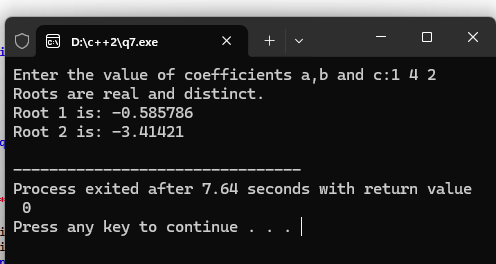 D:\c++2\q7.exe
Enter the value of coefficients a,b and c:1 4 2
Roots are real and distinct.
Root 1 is: -0.585786
Root 2 is: -3.41421
--------------------------------
Process exited after 7.64 seconds with return value
0
Press any key to continue . . .